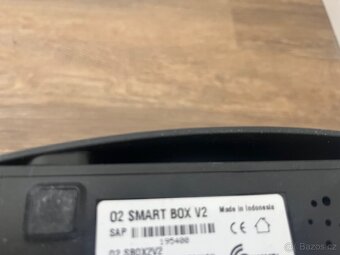 O2 SMART BOX V2
Made in Indonesia
SAP
195400
O2 SBOX2V2
Bazoš.cz